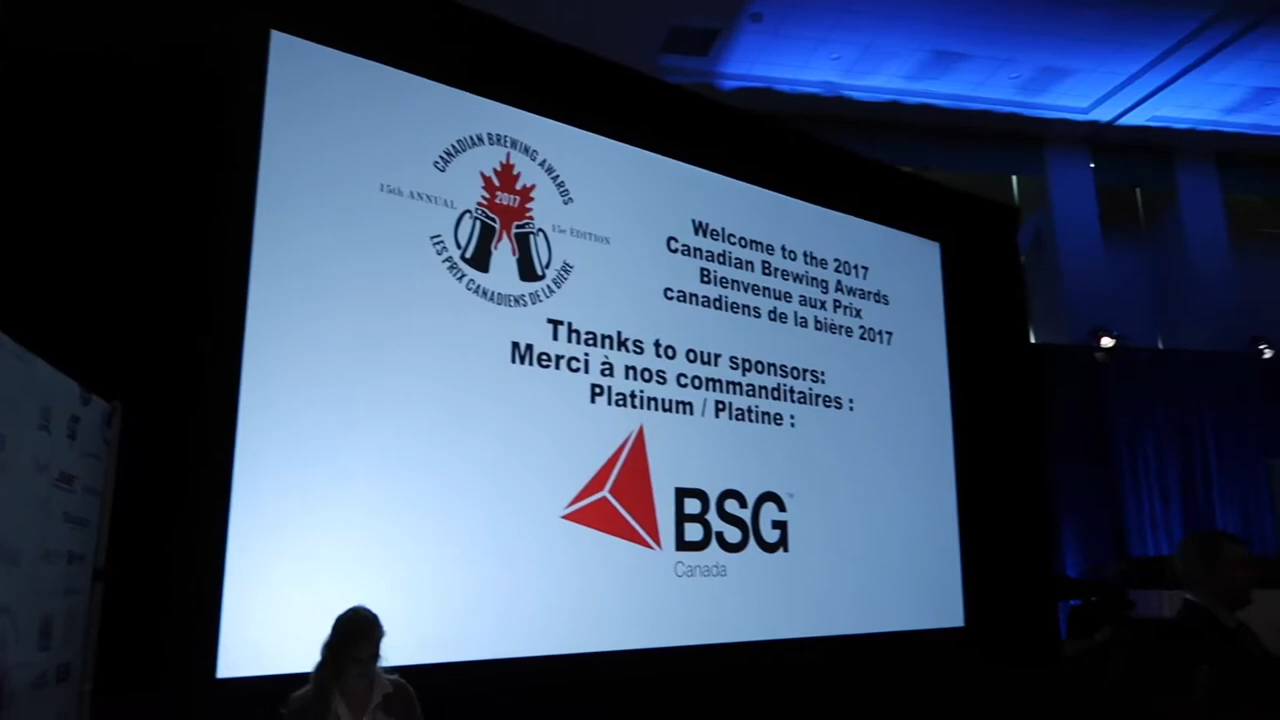 CANADIAN BREWING AWARDS
15th ANNUAL
2017
15e ÉDITION
LES PRIX CANADIENS DE LA BIÈRE
Welcome to the 2017
Canadian Brewing Awards
Bienvenue aux Prix
canadiens de la bière 2017
Thanks to our sponsors:
Merci à nos commanditaires :
Platinum / Platine :
BSG™
Canada